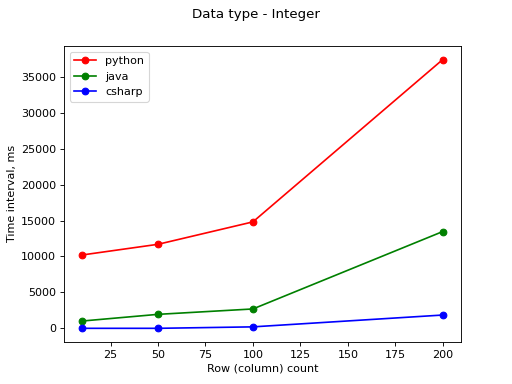 Data type - Integer
python
java
csharp
35000
30000
25000
20000
15000
10000
5000
0
Time interval, ms
25 50 75 100 125 150 175 200
Row (column) count